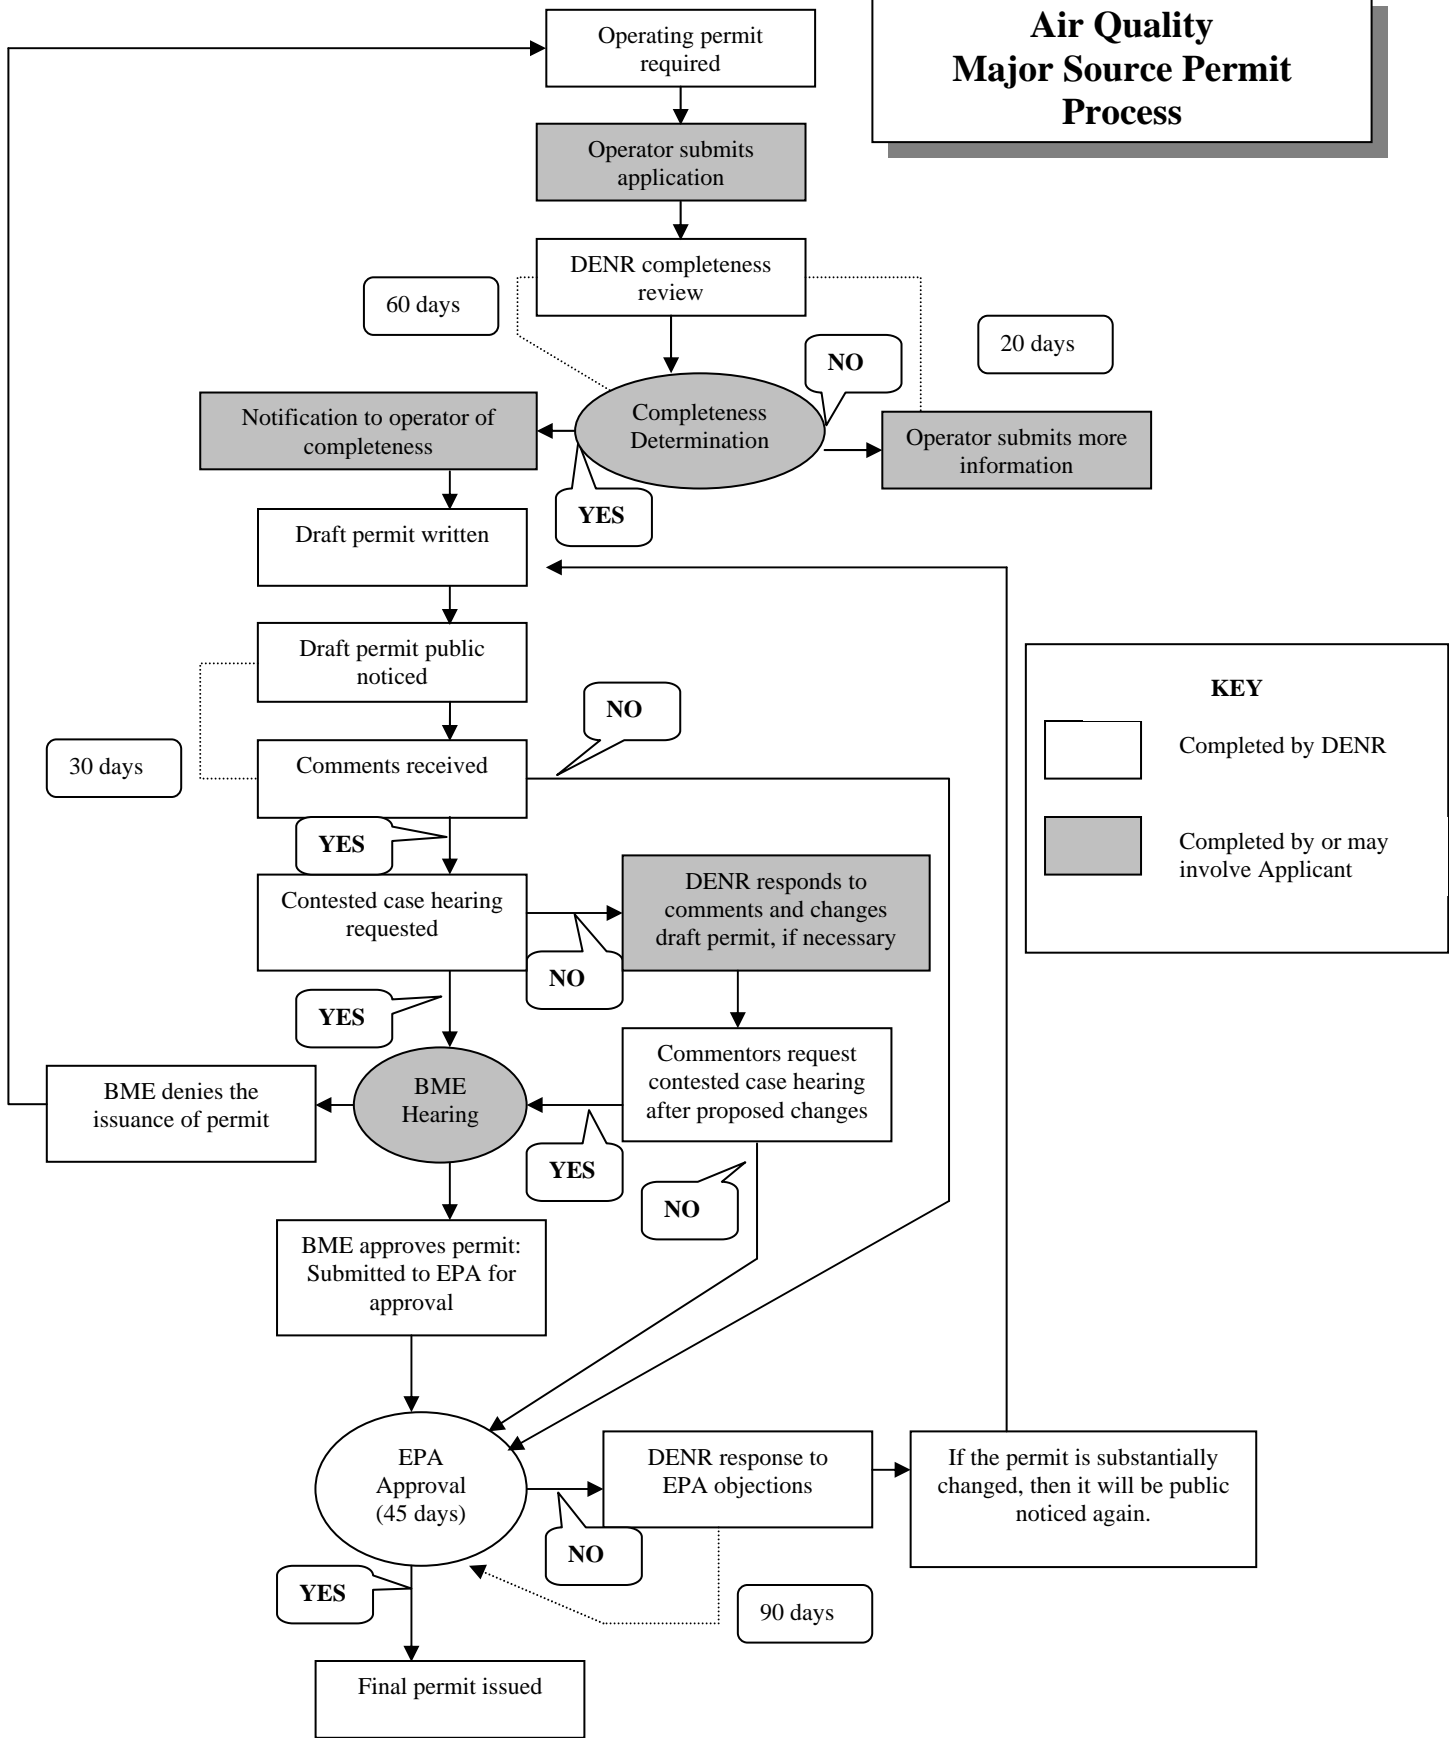 Air Quality
Major Source Permit
Process
Operating permit
required
Operator submits
application
DENR completeness
review
60 days
20 days
NO
Completeness
Determination
Notification to operator of
completeness
Operator submits more
information
YES
Draft permit written
Draft permit public
noticed
NO
30 days
Comments received
YES
KEY
Completed by DENR
Completed by or may
involve Applicant
Contested case hearing
requested
DENR responds to
comments and changes
draft permit, if necessary
NO
YES
Commentors request
contested case hearing
after proposed changes
BME
Hearing
BME denies the
issuance of permit
YES
NO
BME approves permit:
Submitted to EPA for
approval
EPA
Approval
(45 days)
DENR response to
EPA objections
If the permit is substantially
changed, then it will be public
noticed again.
NO
YES
90 days
Final permit issued